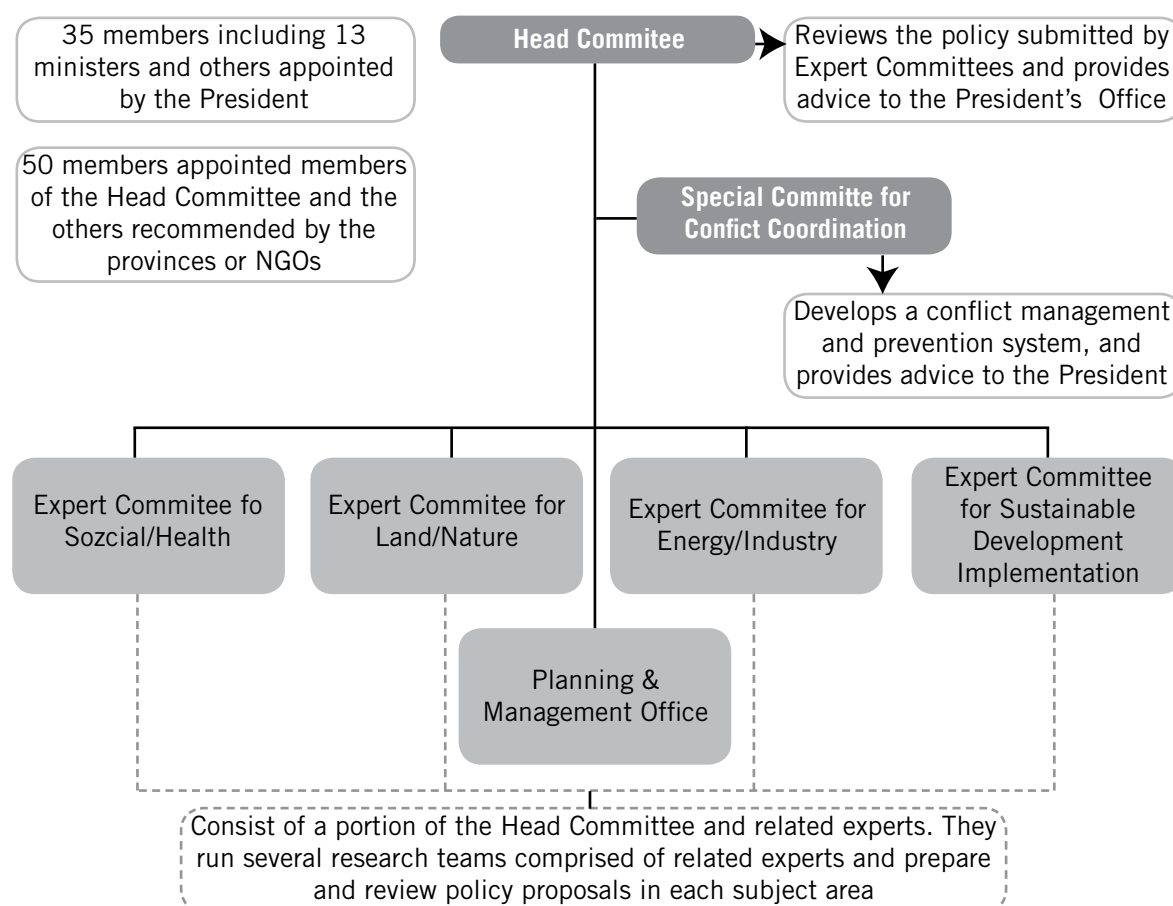 35 members including 13
ministers and others appointed
by the President
Head Commitee
Reviews the policy submitted by
Expert Committees and provides
advice to the President's Office
50 members appointed members
of the Head Committee and the
others recommended by the
provinces or NGOs
Special Committe for
Confict Coordination
Develops a conflict management
and prevention system, and
provides advice to the President
Expert Commitee fo
Sozcial/Health
Expert Commitee for
Land/Nature
Expert Commitee for
Energy/Industry
Expert Committee
for Sustainable
Development
Implementation
Planning &
Management Office
Consist of a portion of the Head Committee and related experts. They
run several research teams comprised of related experts and prepare
and review policy proposals in each subject area